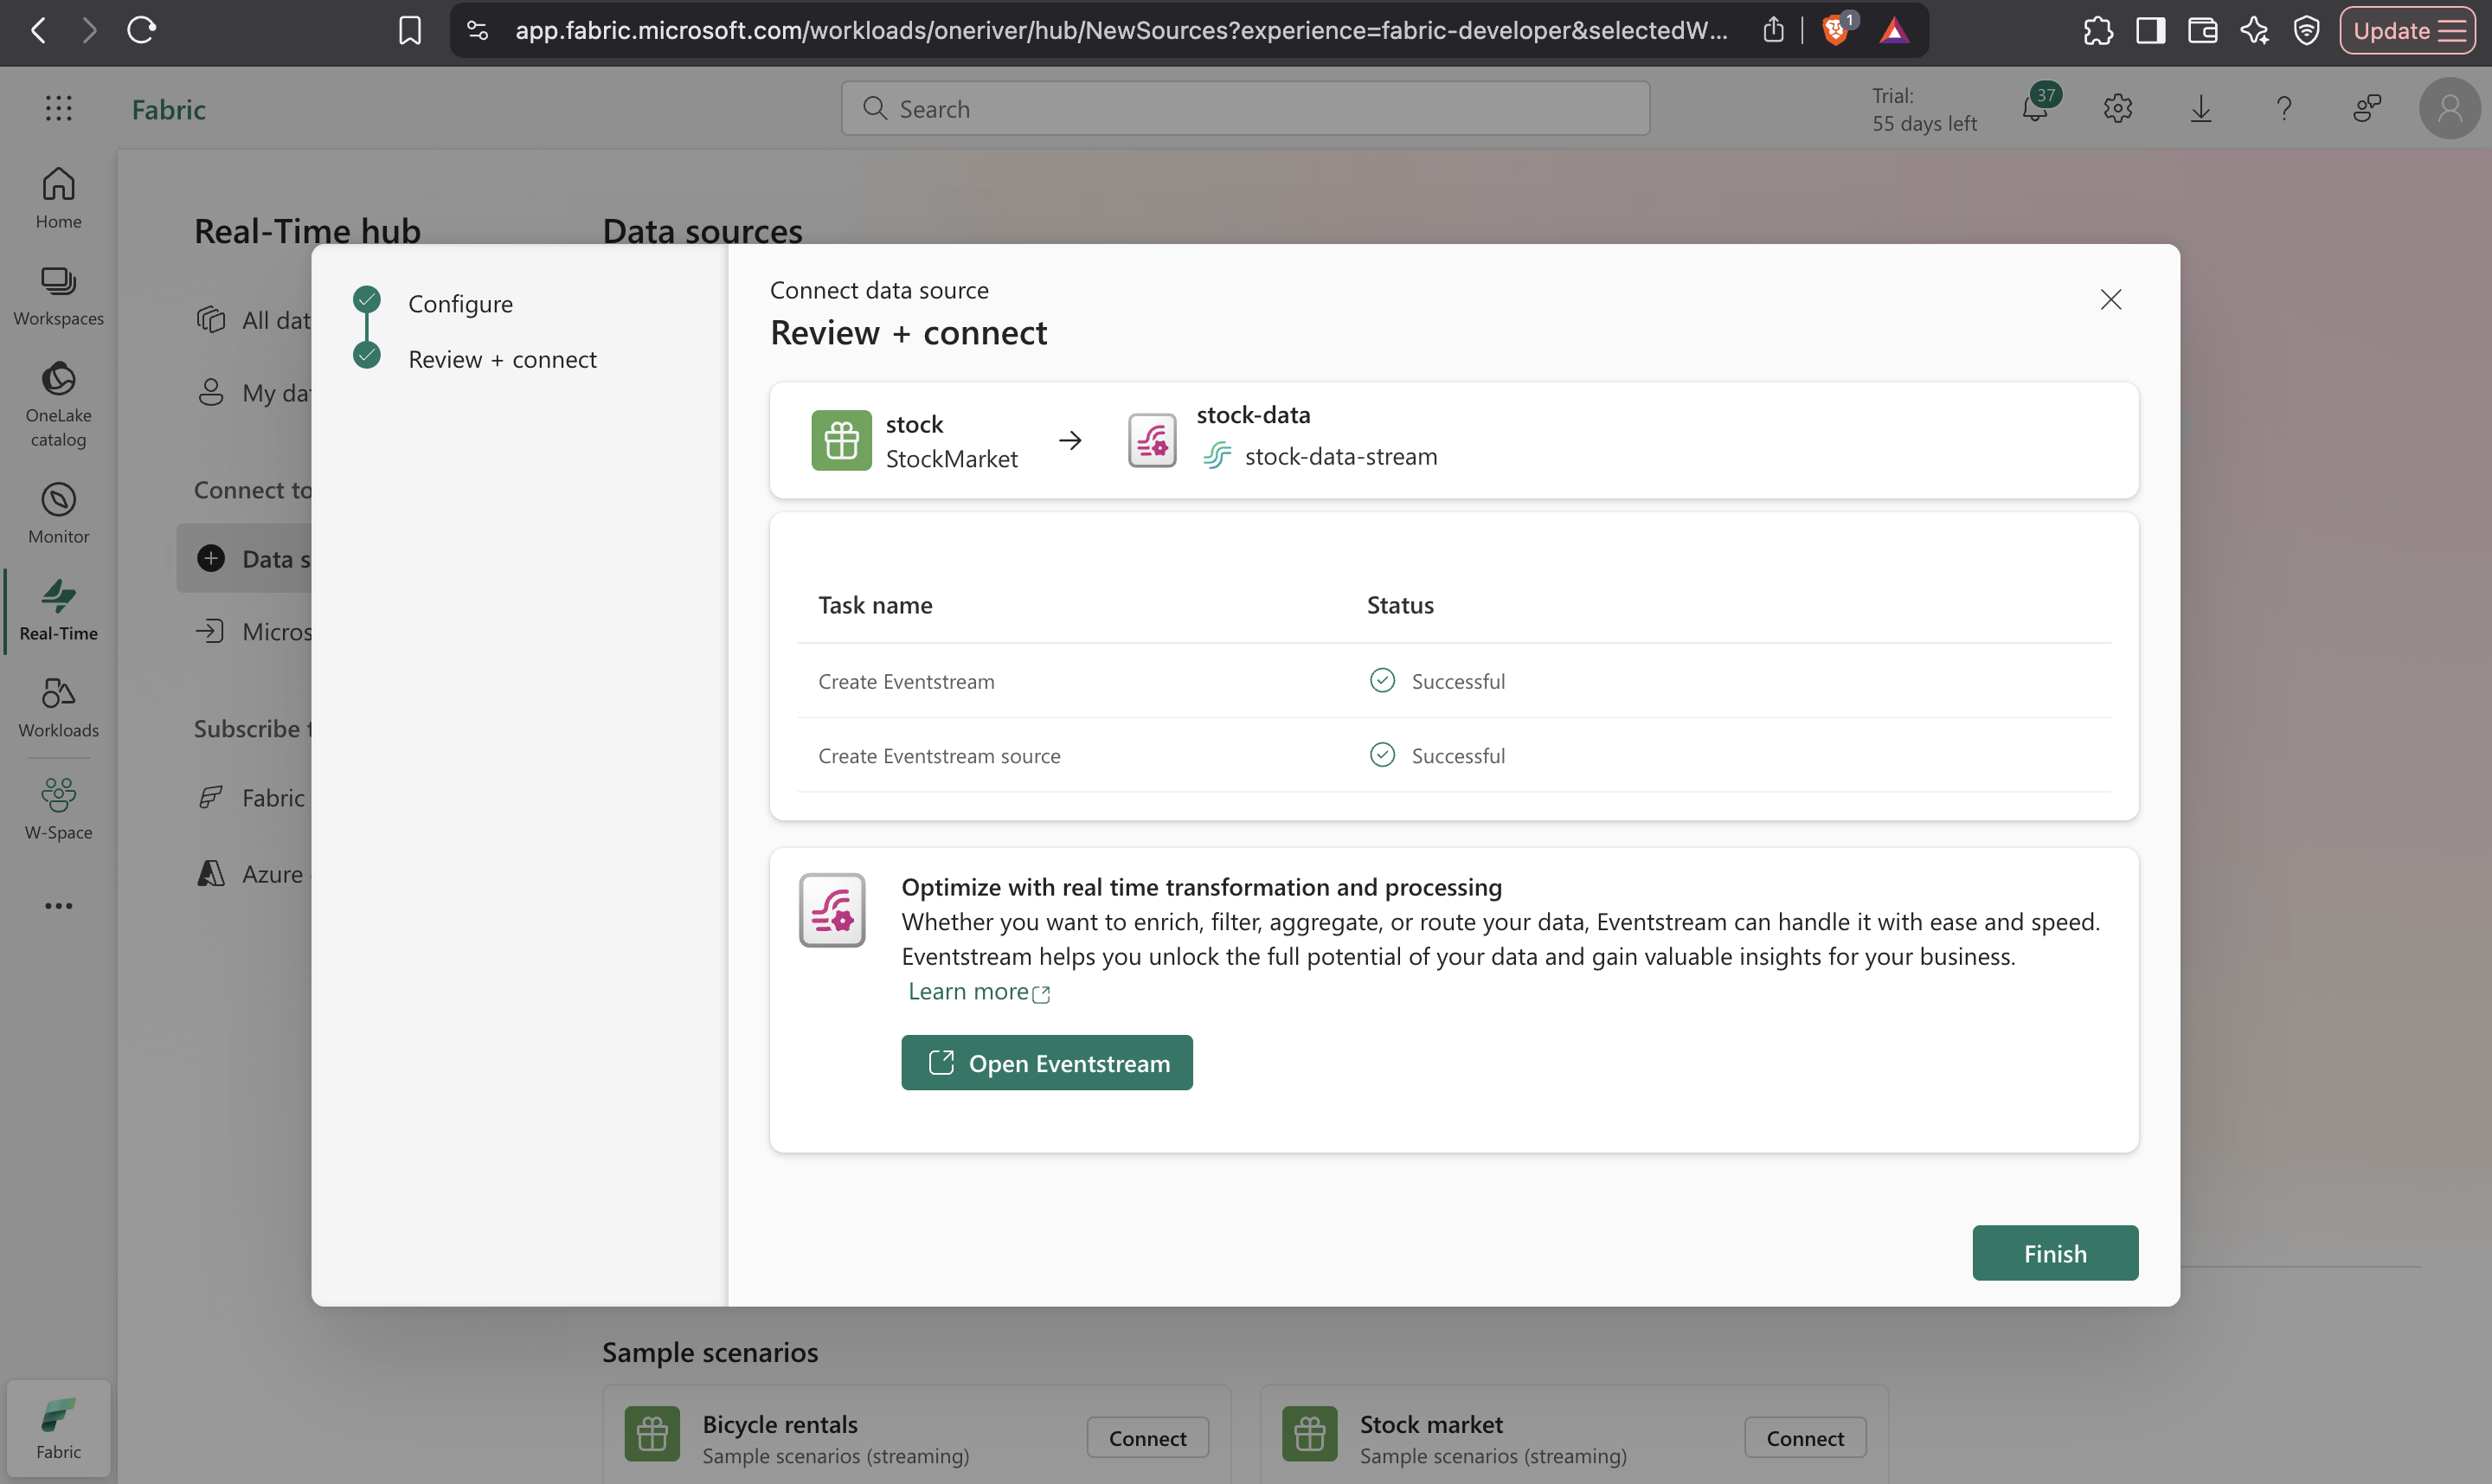 app.fabric.microsoft.com/workloads/oneriver/hub/NewSources?experience=fabric-developer&selectedW...
1
Update
Fabric
Search
Trial:
55 days left
37
Home
Workspaces
OneLake
catalog
Monitor
Real-Time
Workloads
W-Space
Fabric
Real-Time hub
All dat
My da
Connect to
Data s
Micros
Subscribe t
Fabric
Azure
Data sources
Configure
Review + connect
Connect data source
Review + connect
stock
StockMarket
stock-data
stock-data-stream
Task name Status
Create Eventstream Successful
Create Eventstream source Successful
Optimize with real time transformation and processing
Whether you want to enrich, filter, aggregate, or route your data, Eventstream can handle it with ease and speed.
Eventstream helps you unlock the full potential of your data and gain valuable insights for your business.
Learn more
Open Eventstream
Finish
Sample scenarios
Bicycle rentals
Sample scenarios (streaming)
Connect
Stock market
Sample scenarios (streaming)
Connect